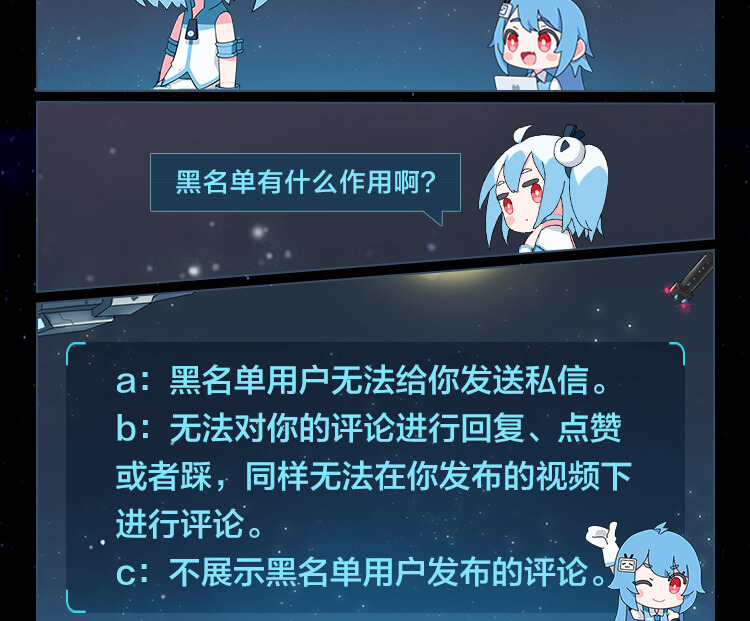 黑名单有什么作用啊?
a：黑名单用户无法给你发送私信。
b：无法对你的评论进行回复、点赞
或者踩，同样无法在你发布的视频下
进行评论。
c：不展示黑名单用户发布的评论。